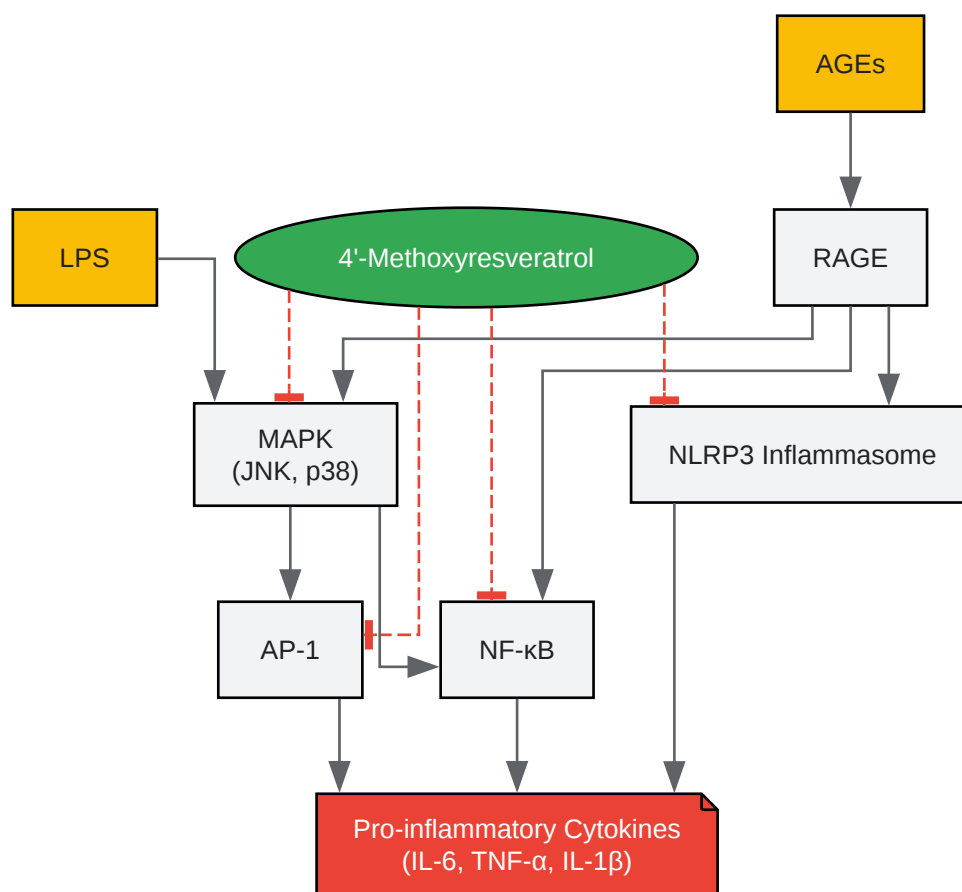 AGEs
LPS
4'-Methoxyresveratrol
RAGE
MAPK
(JNK, p38)
NLRP3 Inflammasome
AP-1
NF-κB
Pro-inflammatory Cytokines
(IL-6, TNF-α, IL-1β)